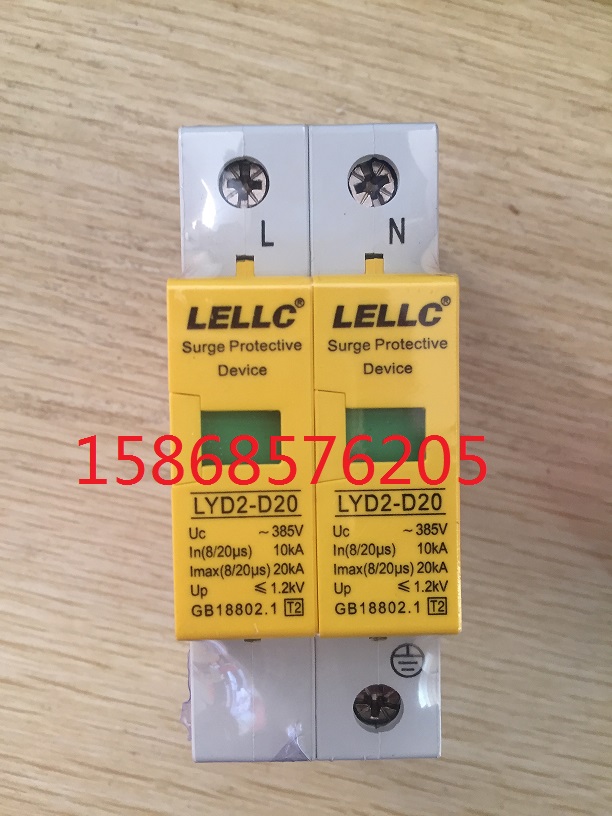 L N
LELLC®
Surge Protective
Device
LYD2-D20
Uc ~385V
In(8/20μs) 10kA
Imax(8/20μs) 20kA
Up ≤1.2kV
GB18802.1 T2
LELLC®
Surge Protective
Device
LYD2-D20
Uc ~385V
In(8/20μs) 10kA
Imax(8/20μs) 20kA
Up ≤1.2kV
GB18802.1 T2
15868576205